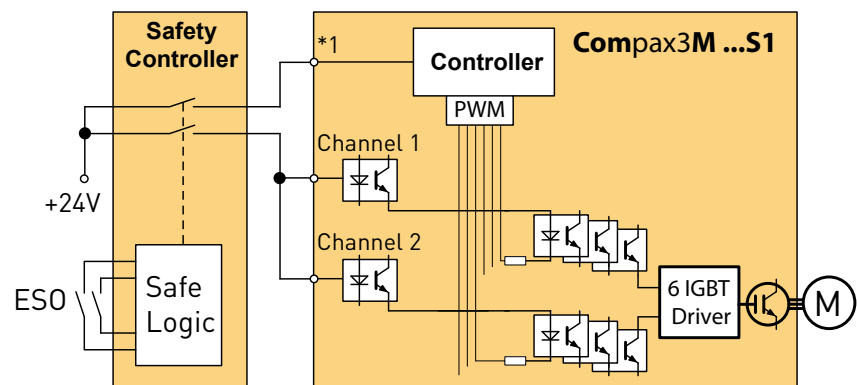 Safety
Controller
*1
Controller
Compax3M ...S1
PWM
Channel 1
+24V
Channel 2
ESO
Safe
Logic
6 IGBT
Driver
M